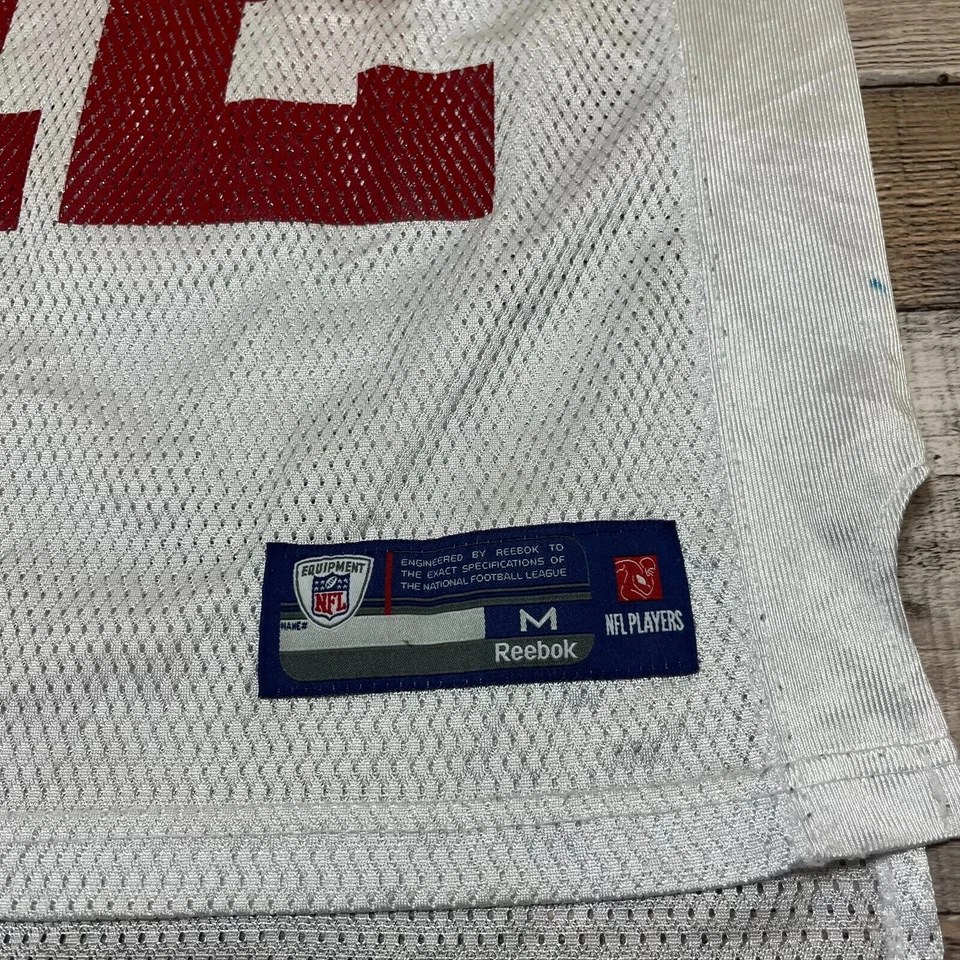 EQUIPMENT
NFL
ENGINEERED BY REEBOK TO
THE EXACT SPECIFICATIONS OF
THE NATIONAL FOOTBALL LEAGUE
NAME#
M
Reebok
NFL PLAYERS